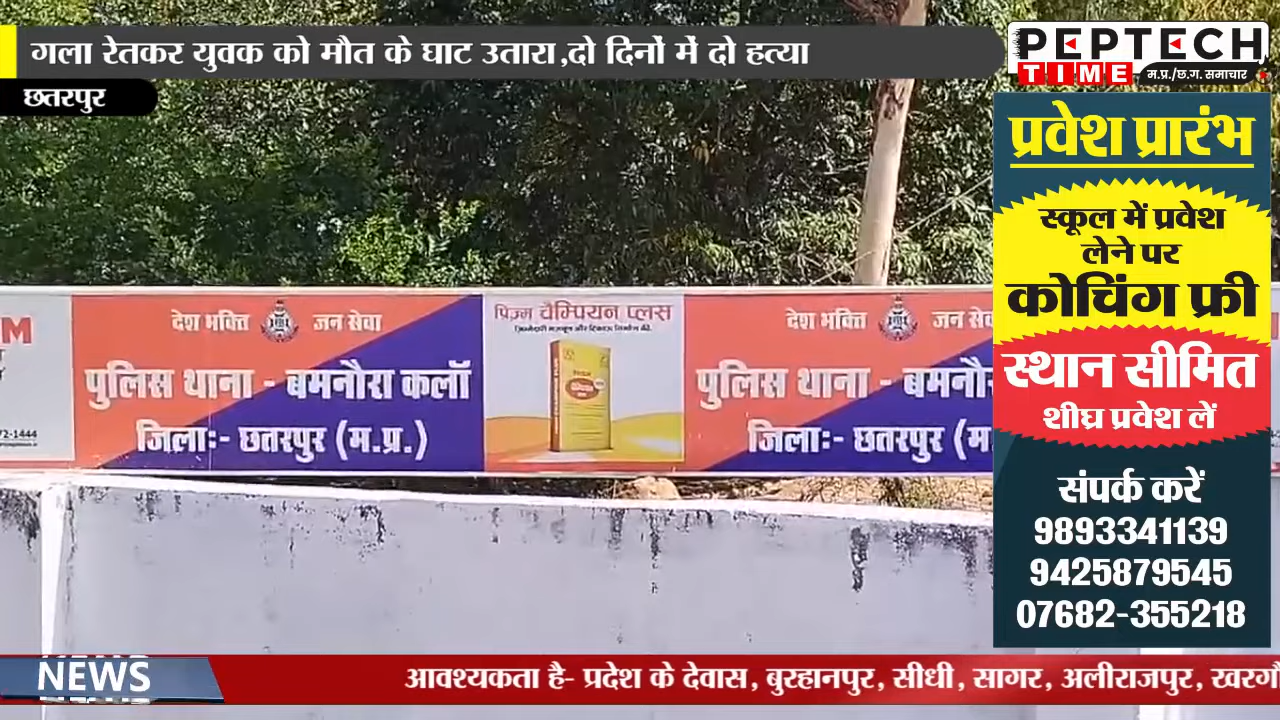 गला रेतकर युवक को मौत के घाट उतारा,दो दिनों में दो हत्या
छतरपुर
PEPTECH
TIME
म.प्र./छ.ग. समाचार
प्रवेश प्रारंभ
स्कूल में प्रवेश
लेने पर
कोचिंग फ्री
स्थान सीमित
शीघ्र प्रवेश लें
संपर्क करें
9893341139
9425879545
07682-355218
देश भक्ति जन सेवा
पुलिस थाना - बमनौरा कलॉ
जिलाः- छतरपुर (म.प्र.)
प्रिज़्म चैम्पियन प्लस
देश भक्ति जन
पुलिस थाना -
जिलाः- छतरपुर
72-1444
NEWS
आवश्यकता है- प्रदेश के देवास, बुरहानपुर, सीधी, सागर, अलीराजपुर, खरगौ